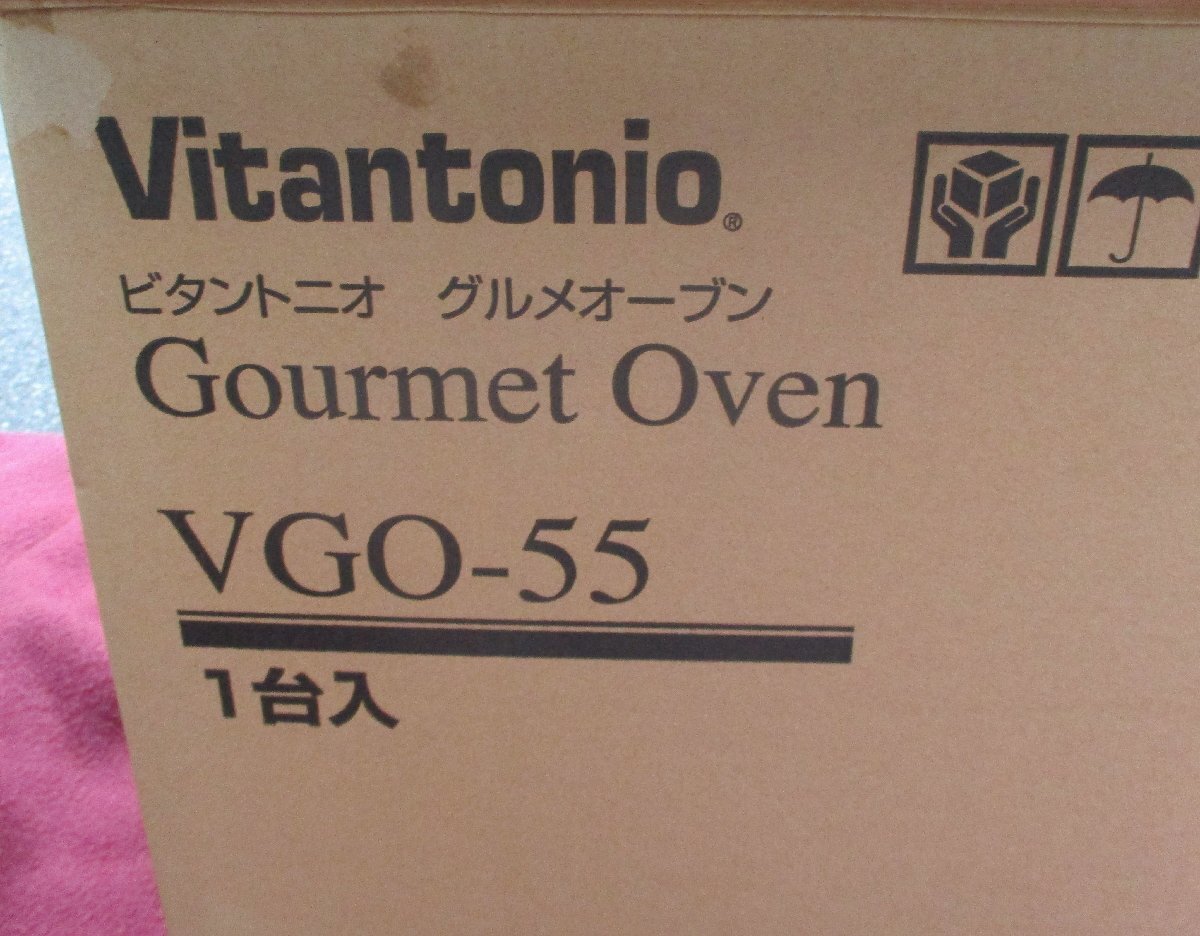 Vitantonio®
ビタントニオ グルメオーブン
Gourmet Oven
VGO-55
1台入